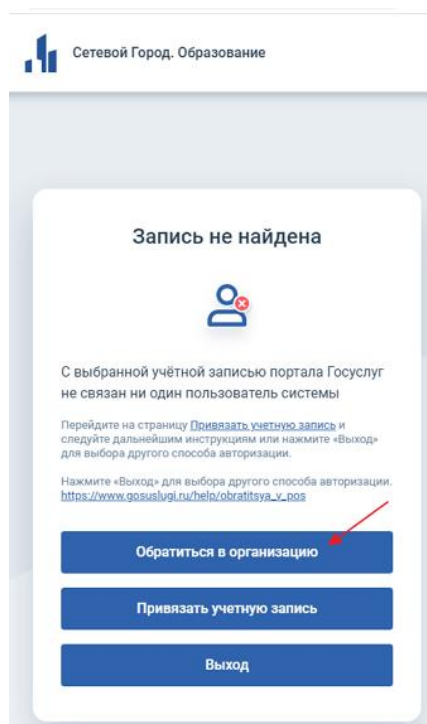 Сетевой Город. Образование
Запись не найдена
С выбранной учётной записью портала Госуслуг
не связан ни один пользователь системы
Перейдите на страницу Привязать учетную запись и
следуйте дальнейшим инструкциям или нажмите «Выход»
для выбора другого способа авторизации.
Нажмите «Выход» для выбора другого способа авторизации.
https://www.gosuslugi.ru/help/obratitsya_v_pos
Обратиться в организацию
Привязать учетную запись
Выход